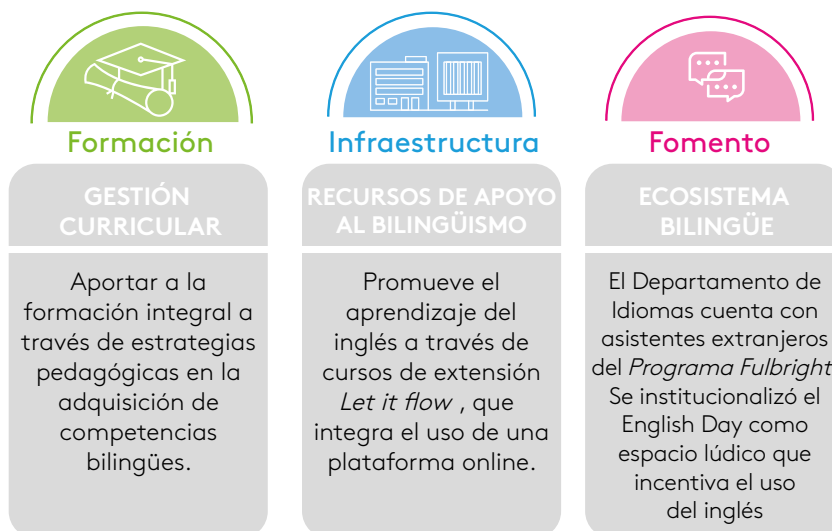 Formación
GESTIÓN
CURRICULAR
Aportar a la
formación integral a
través de estrategias
pedagógicas en la
adquisición de
competencias
bilingües.
Infraestructura
RECURSOS DE APOYO
AL BILINGÜISMO
Promueve el
aprendizaje del
inglés a través de
cursos de extensión
Let it flow , que
integra el uso de una
plataforma online.
Fomento
ECOSISTEMA
BILINGÜE
El Departamento de
Idiomas cuenta con
asistentes extranjeros
del Programa Fulbright
Se institucionalizó el
English Day como
espacio lúdico que
incentiva el uso
del inglés